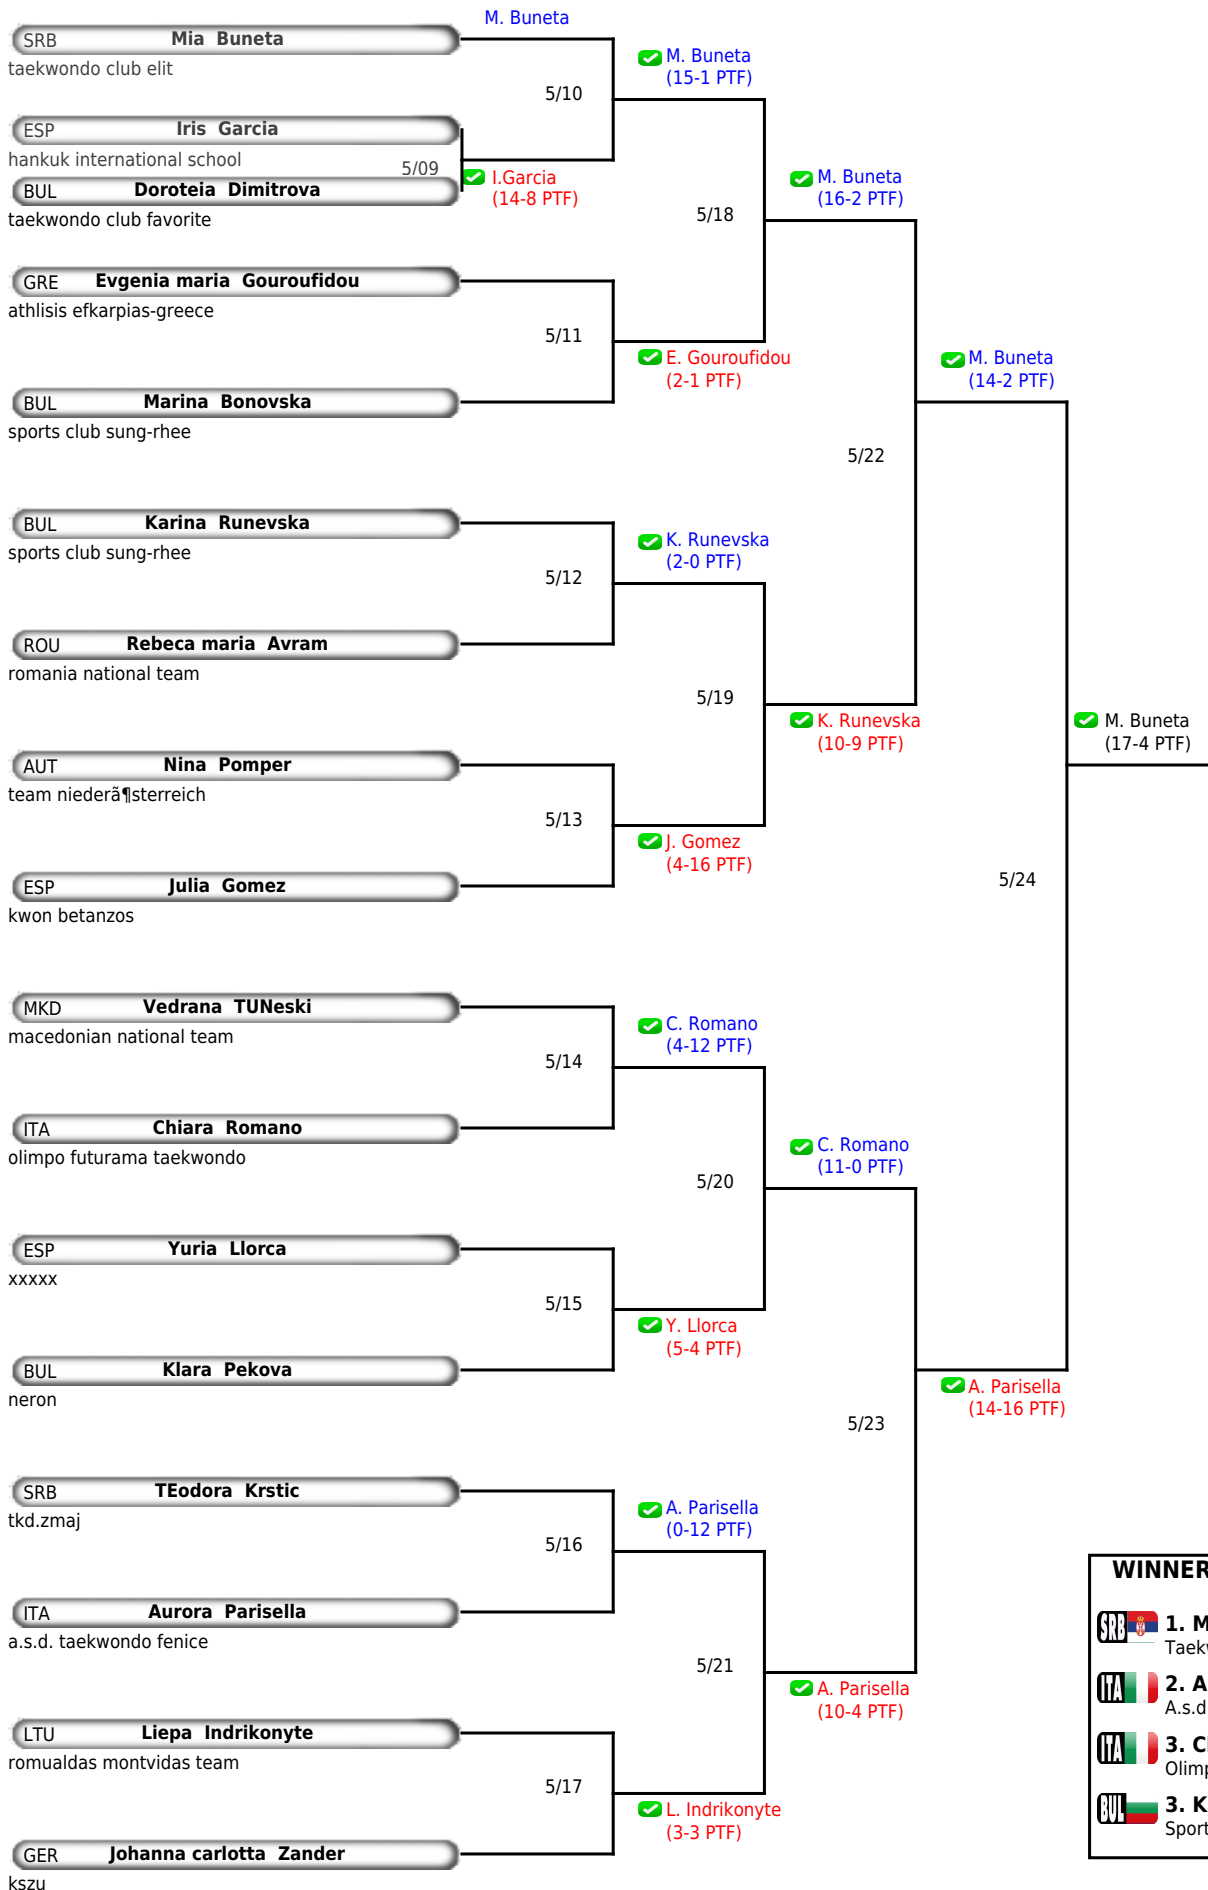 M. Buneta
SRB Mia Buneta
taekwondo club elit
M. Buneta
(15-1 PTF)
5/10
ESP Iris Garcia
hankuk international school
5/09
I.Garcia
(14-8 PTF)
BUL Doroteia Dimitrova
taekwondo club favorite
M. Buneta
(16-2 PTF)
5/18
GRE Evgenia maria Gouroufidou
athlisis efkarpias-greece
5/11
E. Gouroufidou
(2-1 PTF)
M. Buneta
(14-2 PTF)
BUL Marina Bonovska
sports club sung-rhee
5/22
BUL Karina Runevska
sports club sung-rhee
K. Runevska
(2-0 PTF)
5/12
ROU Rebeca maria Avram
romania national team
5/19
K. Runevska
(10-9 PTF)
M. Buneta
(17-4 PTF)
AUT Nina Pomper
team niederã¶sterreich
5/13
J. Gomez
(4-16 PTF)
ESP Julia Gomez
kwon betanzos
5/24
MKD Vedrana TUNeski
macedonian national team
C. Romano
(4-12 PTF)
5/14
ITA Chiara Romano
olimpo futurama taekwondo
C. Romano
(11-0 PTF)
5/20
ESP Yuria Llorca
xxxxx
5/15
Y. Llorca
(5-4 PTF)
BUL Klara Pekova
neron
A. Parisella
(14-16 PTF)
5/23
SRB TEodora Krstic
tkd.zmaj
A. Parisella
(0-12 PTF)
5/16
ITA Aurora Parisella
a.s.d. taekwondo fenice
5/21
A. Parisella
(10-4 PTF)
LTU Liepa Indrikonyte
romualdas montvidas team
5/17
L. Indrikonyte
(3-3 PTF)
GER Johanna carlotta Zander
kszu
WINNER
SRB 1. M
Taekw
ITA 2. A
A.s.d
ITA 3. C
Olimp
BUL 3. K
Sport